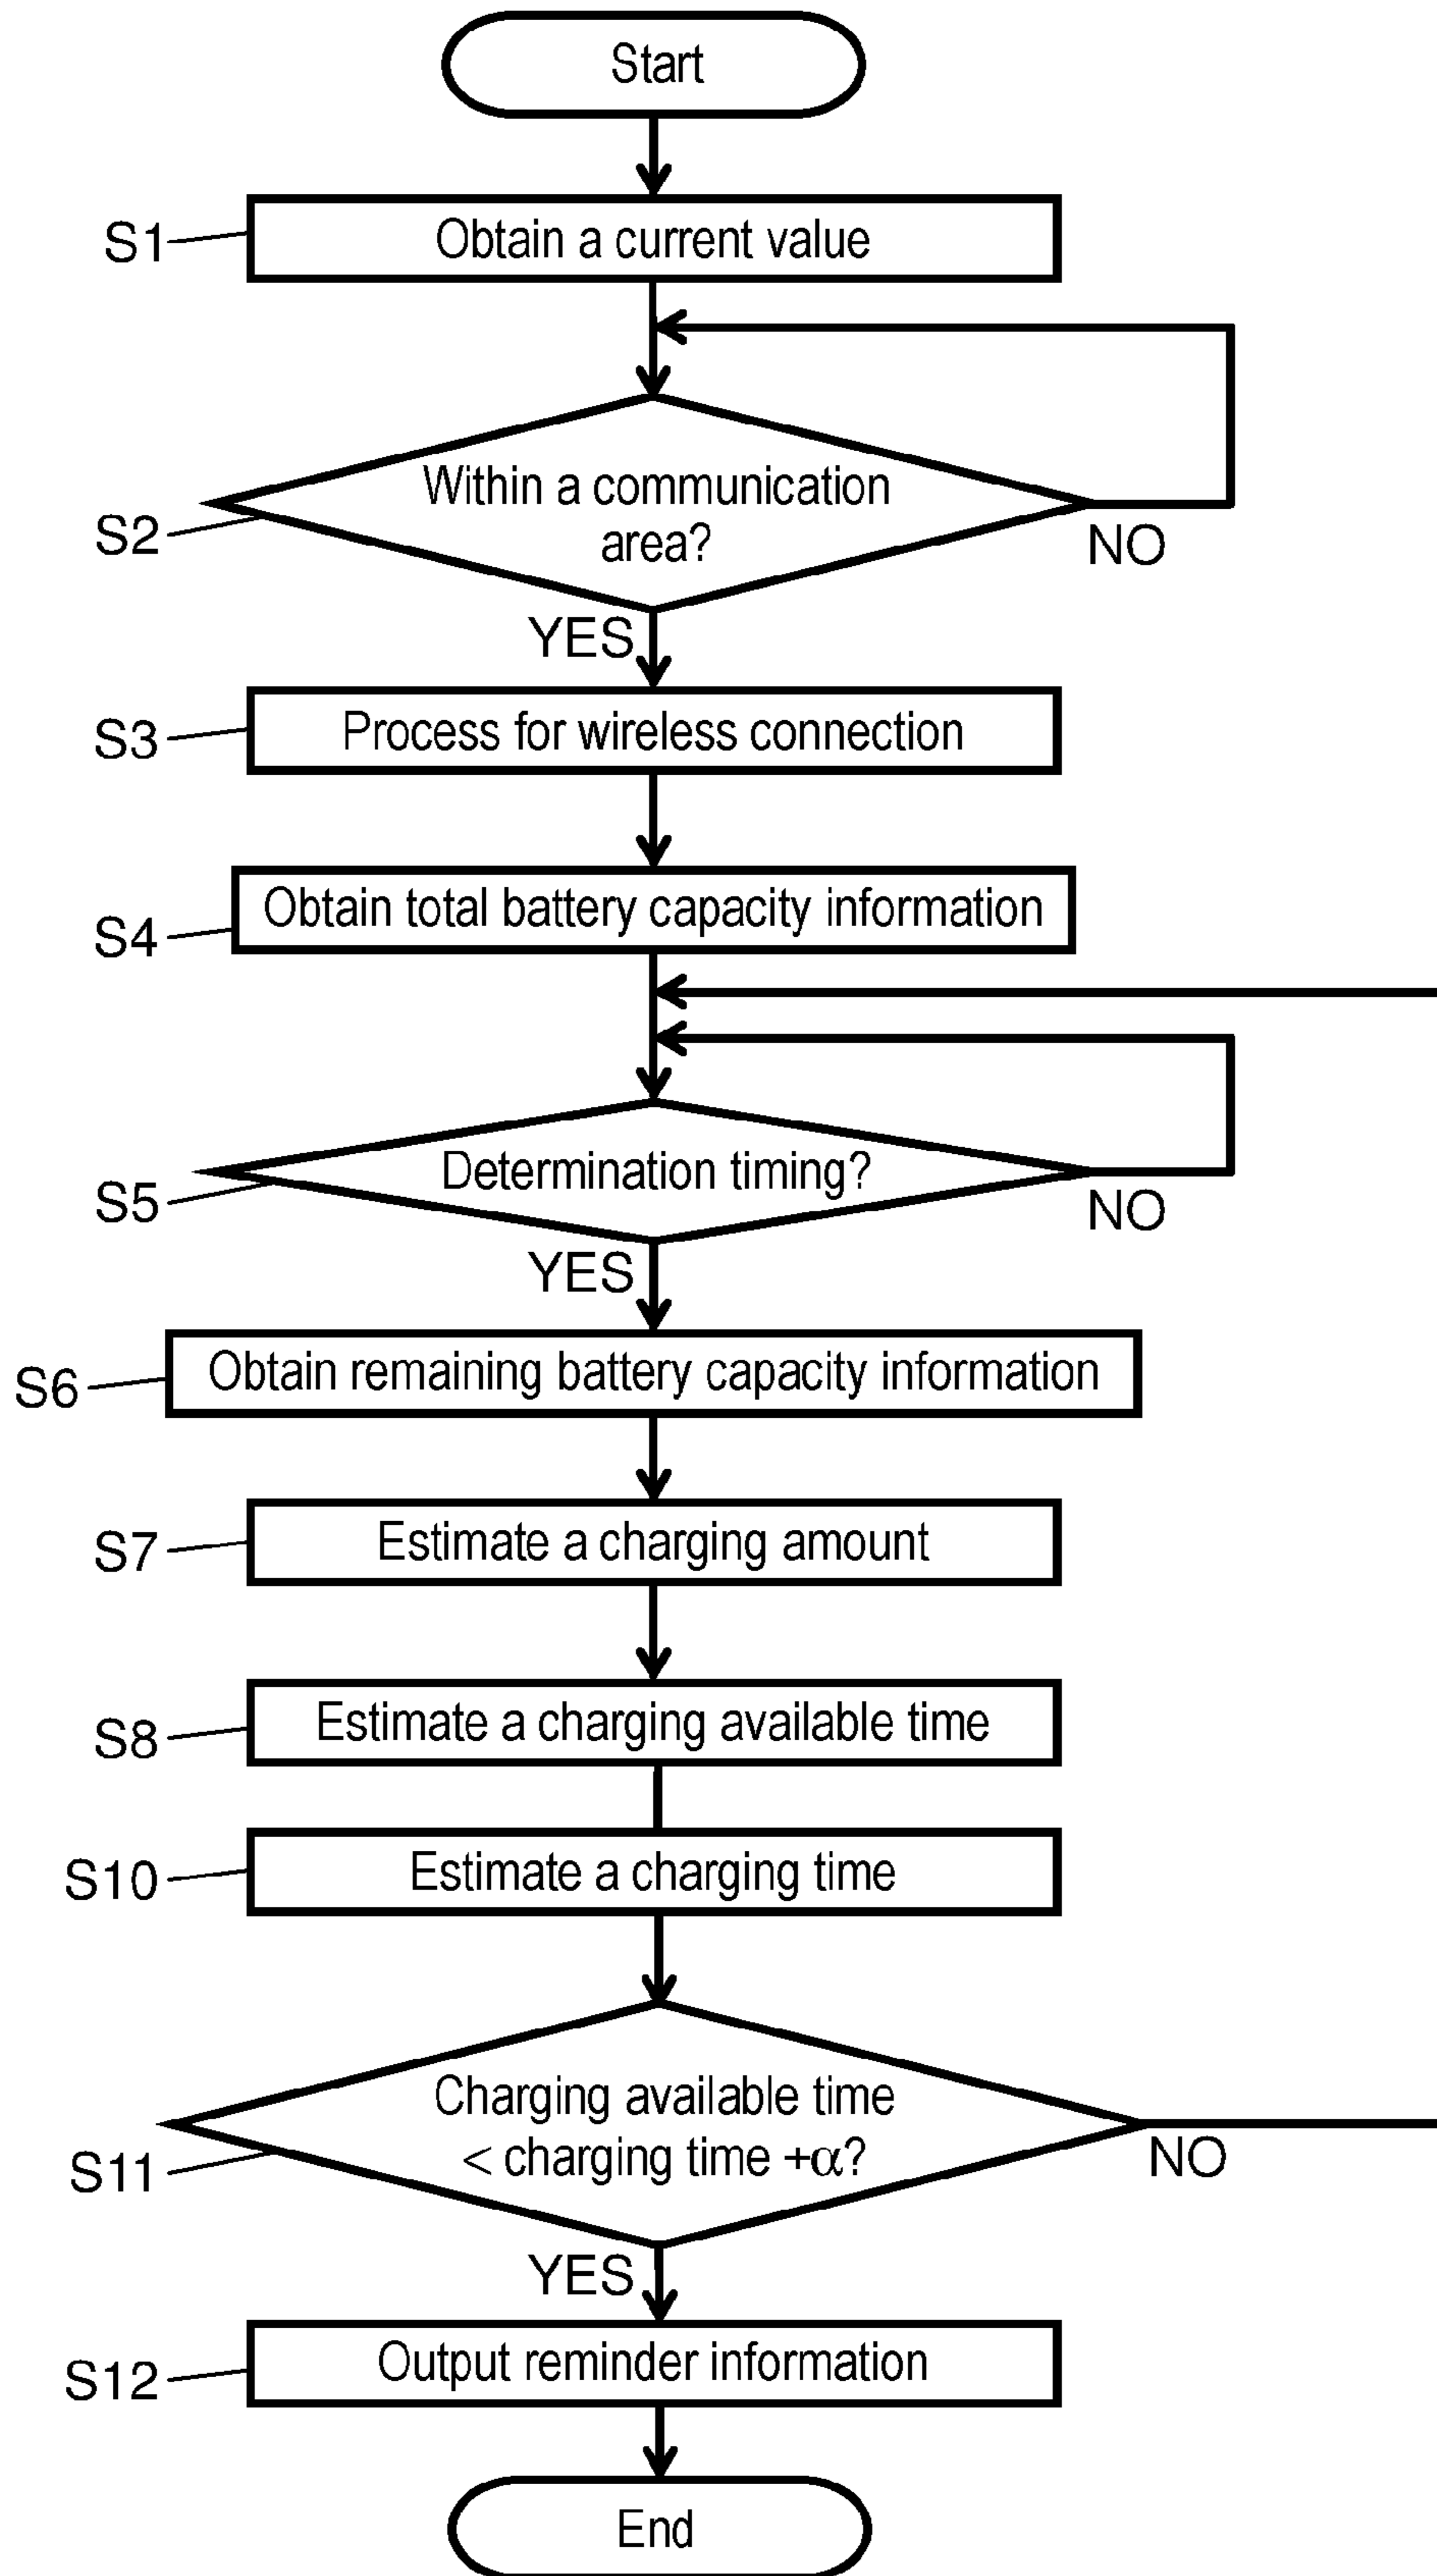 Start
S1
Obtain a current value
S2
Within a communication
area?
NO
YES
S3
Process for wireless connection
S4
Obtain total battery capacity information
S5
Determination timing?
NO
YES
S6
Obtain remaining battery capacity information
S7
Estimate a charging amount
S8
Estimate a charging available time
S10
Estimate a charging time
S11
Charging available time
< charging time +α?
NO
YES
S12
Output reminder information
End